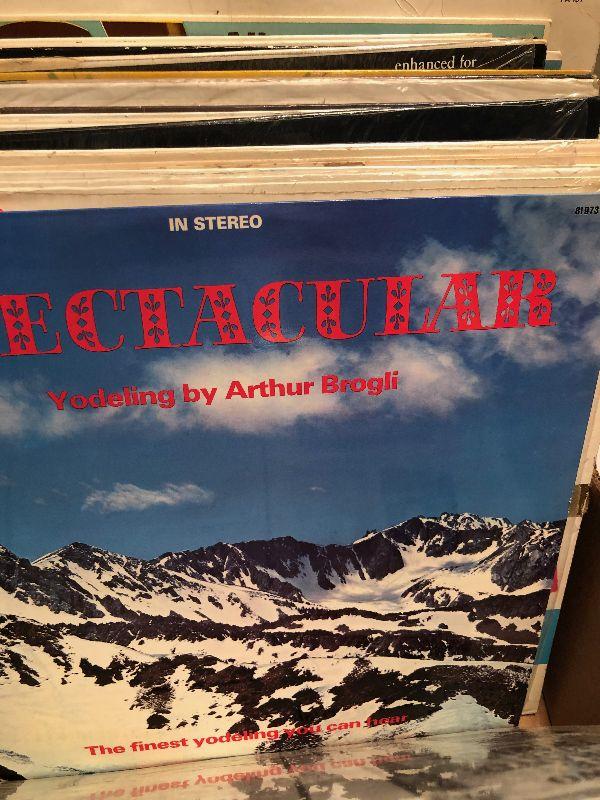 enhanced for
IN STEREO
81973
ECTACULAR
Yodeling by Arthur Brogli
The finest yodeling you can hear